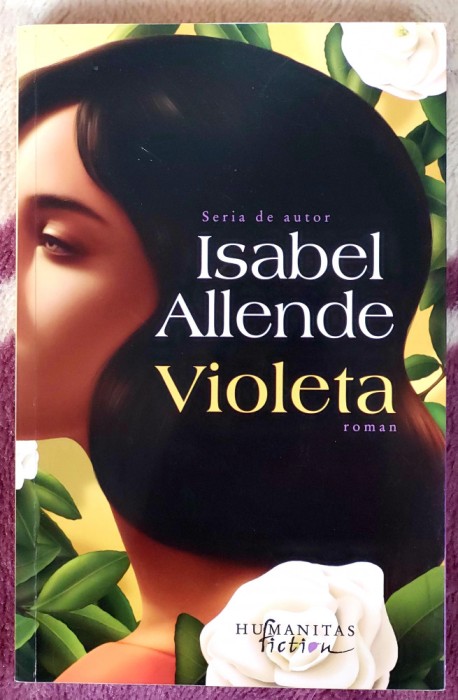 Seria de autor
Isabel
Allende
Violeta
roman
HUMANITAS
fiction